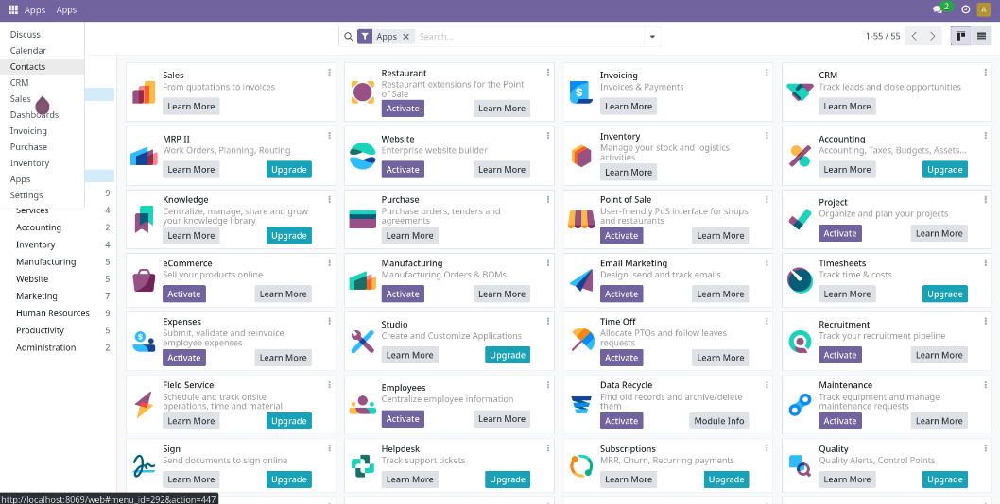 Apps
Apps
2
A
Discuss
Calendar
Contacts
CRM
Sales
Dashboards
Invoicing
Purchase
Inventory
Apps
Settings
9
Services 4
Accounting 2
Inventory 4
Manufacturing 5
Website 5
Marketing 7
Human Resources 9
Productivity 5
Administration 2
Apps
Search...
1-55 / 55
Sales
From quotations to invoices
Learn More
Restaurant
Restaurant extensions for the Point
of Sale
Activate Learn More
Invoicing
Invoices & Payments
Learn More
CRM
Track leads and close opportunities
Learn More
MRP II
Work Orders, Planning, Routing
Learn More Upgrade
Website
Enterprise website builder
Activate Learn More
Inventory
Manage your stock and logistics
activities
Learn More
Accounting
Accounting, Taxes, Budgets, Assets...
Learn More Upgrade
Knowledge
Centralize, manage, share and grow
your knowledge library
Learn More Upgrade
Purchase
Purchase orders, tenders and
agreements
Learn More
Point of Sale
User-friendly PoS interface for shops
and restaurants
Activate Learn More
Project
Organize and plan your projects
Activate Learn More
eCommerce
Sell your products online
Activate Learn More
Manufacturing
Manufacturing Orders & BOMs
Activate Learn More
Email Marketing
Design, send and track emails
Activate Learn More
Timesheets
Track time & costs
Learn More Upgrade
Expenses
Submit, validate and reinvoice
employee expenses
Activate Learn More
Studio
Create and Customize Applications
Learn More Upgrade
Time Off
Allocate PTOs and follow leaves
requests
Activate Learn More
Recruitment
Track your recruitment pipeline
Activate Learn More
Field Service
Schedule and track onsite
operations, time and material
Learn More Upgrade
Employees
Centralize employee information
Activate Learn More
Data Recycle
Find old records and archive/delete
them
Activate Module Info
Maintenance
Track equipment and manage
maintenance requests
Activate Learn More
Sign
Send documents to sign online
Learn More Upgrade
Helpdesk
Track support tickets
Learn More Upgrade
Subscriptions
MRR, Churn, Recurring payments
Learn More Upgrade
Quality
Quality Alerts, Control Points
Learn More Upgrade
http://localhost:8069/web#menu_id=292&action=447